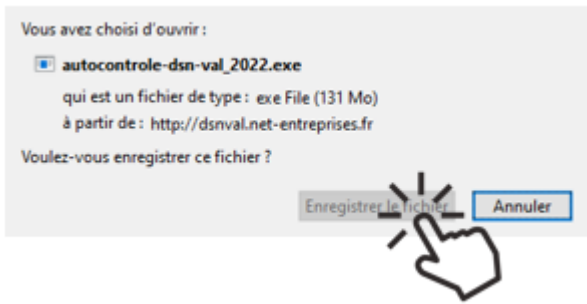 Vous avez choisi d'ouvrir :
autocontrole-dsn-val_2022.exe
qui est un fichier de type : exe File (131 Mo)
à partir de : http://dsnval.net-entreprises.fr
Voulez-vous enregistrer ce fichier ?
Enregistrer le fichier Annuler